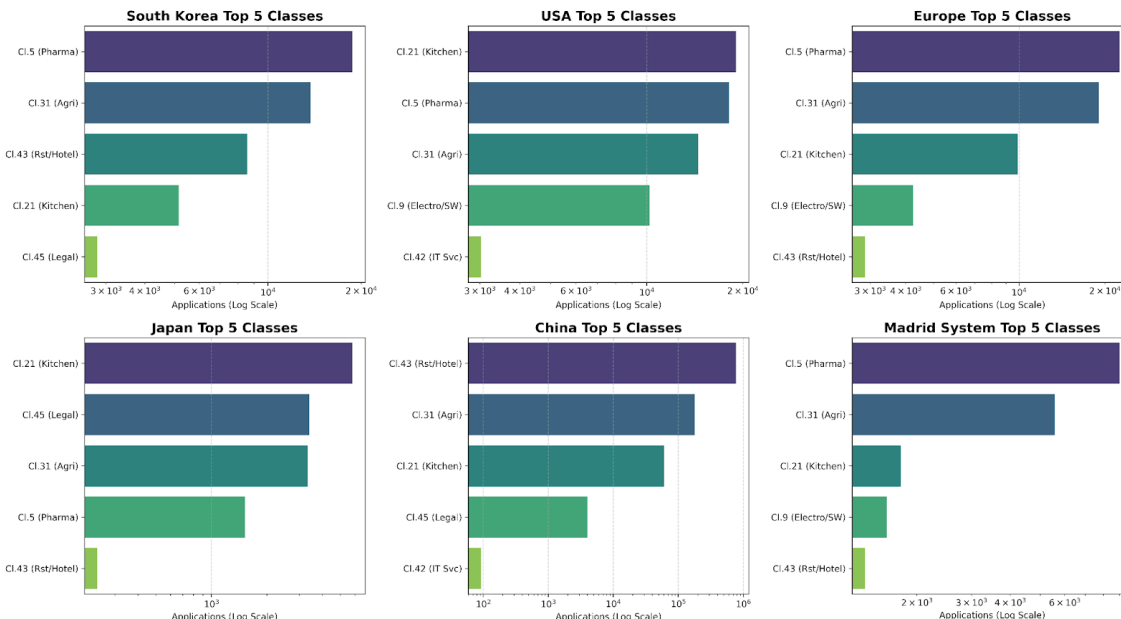 South Korea Top 5 Classes
Cl.5 (Pharma)
Cl.31 (Agri)
Cl.43 (Rst/Hotel)
Cl.21 (Kitchen)
Cl.45 (Legal)
3 × 10³ 4 × 10³ 6 × 10³ 10⁴ 2 × 10⁴
Applications (Log Scale)
USA Top 5 Classes
Cl.21 (Kitchen)
Cl.5 (Pharma)
Cl.31 (Agri)
Cl.9 (Electro/SW)
Cl.42 (IT Svc)
3 × 10³ 4 × 10³ 6 × 10³ 10⁴ 2 × 10⁴
Applications (Log Scale)
Europe Top 5 Classes
Cl.5 (Pharma)
Cl.31 (Agri)
Cl.21 (Kitchen)
Cl.9 (Electro/SW)
Cl.43 (Rst/Hotel)
3 × 10³ 4 × 10³ 6 × 10³ 10⁴ 2 × 10⁴
Applications (Log Scale)
Japan Top 5 Classes
Cl.21 (Kitchen)
Cl.45 (Legal)
Cl.31 (Agri)
Cl.5 (Pharma)
Cl.43 (Rst/Hotel)
10³
Applications (Log Scale)
China Top 5 Classes
Cl.43 (Rst/Hotel)
Cl.31 (Agri)
Cl.21 (Kitchen)
Cl.45 (Legal)
Cl.42 (IT Svc)
10² 10³ 10⁴ 10⁵ 10⁶
Applications (Log Scale)
Madrid System Top 5 Classes
Cl.5 (Pharma)
Cl.31 (Agri)
Cl.21 (Kitchen)
Cl.9 (Electro/SW)
Cl.43 (Rst/Hotel)
2 × 10³ 3 × 10³ 4 × 10³ 6 × 10³
Applications (Log Scale)